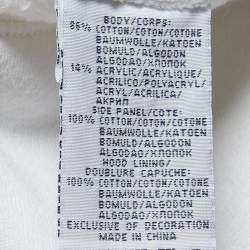 BODY/CORPS:
86% COTTON/COTON/COTONE
BAUMWOLLE/KATOEN
BOMULD/ALGODON
ALGODAO/ХЛОПОК
14% ACRYLIC/ACRYLIQUE/
ACRILICO/POLYACRYL/
ACRYL/ACRILICA/
АКРИЛ
SIDE PANEL/COTE:
100% COTTON/COTON/COTONE
BAUMWOLLE/KATOEN
BOMULD/ALGODON
ALGODAO/ХЛОПОК
HOOD LINING/
DOUBLURE CAPUCHE:
100% COTTON/COTON/COTONE
BAUMWOLLE/KATOEN
BOMULD/ALGODON
ALGODAO/ХЛОПОК
EXCLUSIVE OF DECORATION
MADE IN CHINA